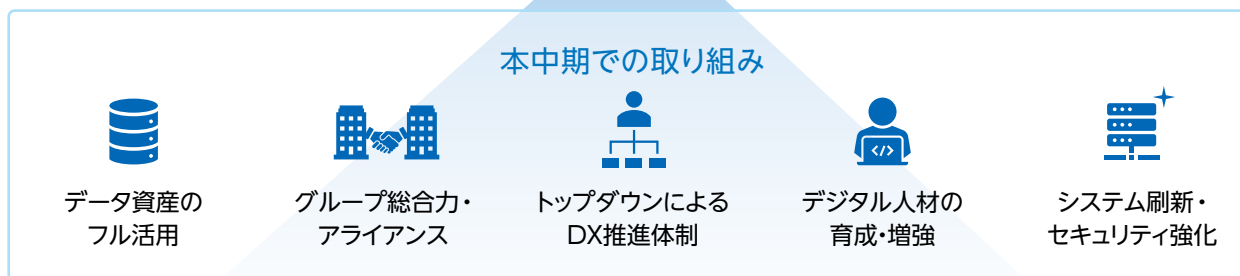 本中期での取り組み
データ資産の
フル活用
グループ総合力・
アライアンス
トップダウンによる
DX推進体制
</>
デジタル人材の
育成・増強
システム刷新・
セキュリティ強化